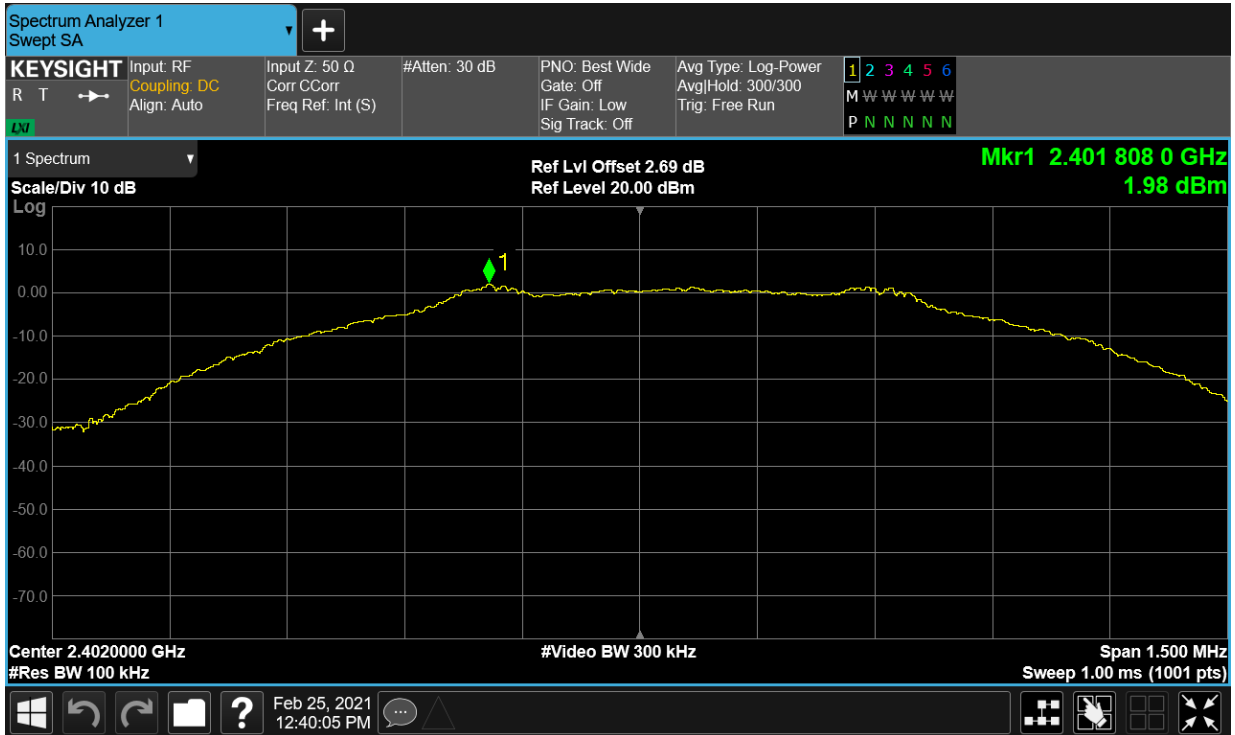 Spectrum Analyzer 1
Swept SA
KEYSIGHT
R T
LXI
Input: RF
Coupling: DC
Align: Auto
Input Z: 50 Ω
Corr CCorr
Freq Ref: Int (S)
#Atten: 30 dB
PNO: Best Wide
Gate: Off
IF Gain: Low
Sig Track: Off
Avg Type: Log-Power
Avg|Hold: 300/300
Trig: Free Run
1 2 3 4 5 6
M W W W W W
P N N N N N
1 Spectrum
Scale/Div 10 dB
Log
Ref Lvl Offset 2.69 dB
Ref Level 20.00 dBm
Mkr1 2.401 808 0 GHz
1.98 dBm
1
10.0
0.00
-10.0
-20.0
-30.0
-40.0
-50.0
-60.0
-70.0
Center 2.4020000 GHz
#Res BW 100 kHz
#Video BW 300 kHz
Span 1.500 MHz
Sweep 1.00 ms (1001 pts)
?
Feb 25, 2021
12:40:05 PM